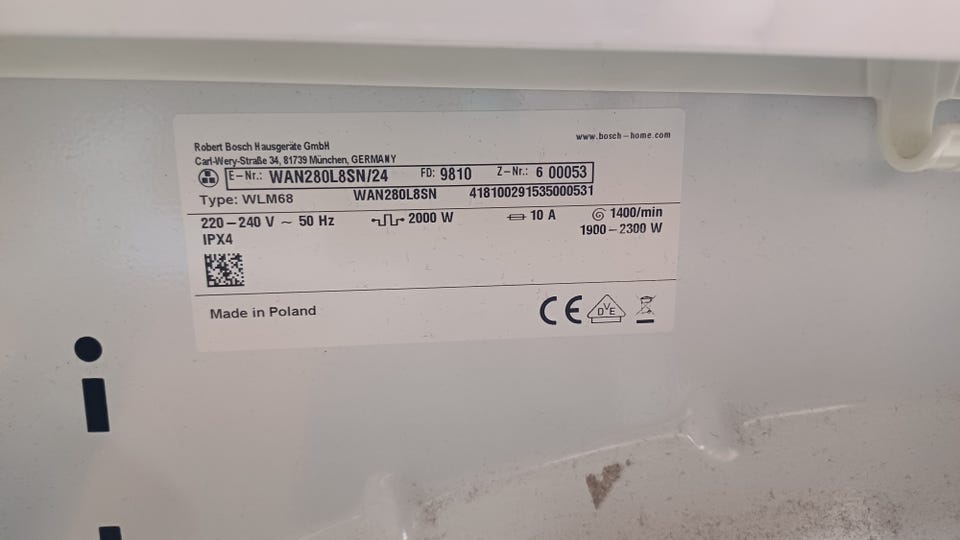 Robert Bosch Hausgeräte GmbH
www.bosch-home.com
Carl-Wery-Straße 34, 81739 München, GERMANY
E-Nr.: WAN280L8SN/24 FD: 9810 Z-Nr.: 6 00053
Type: WLM68 WAN280L8SN 418100291535000531
220-240 V ~ 50 Hz 2000 W 10 A 1400/min
IPX4 1900-2300 W
Made in Poland CE DVE